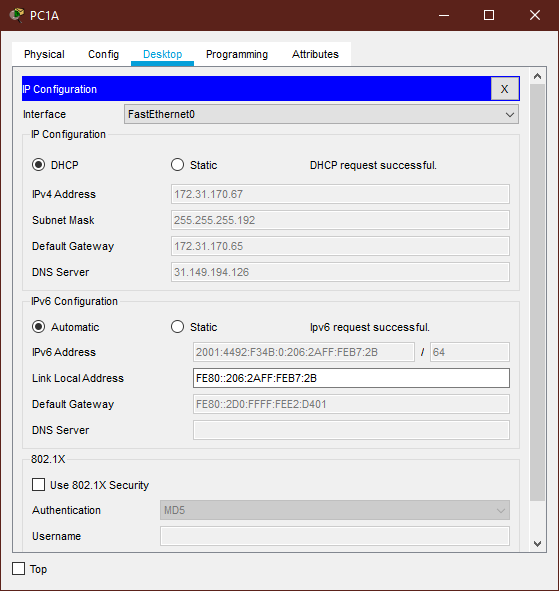 PC1A
Physical Config Desktop Programming Attributes
IP Configuration X
Interface FastEthernet0
IP Configuration
DHCP Static DHCP request successful.
IPv4 Address 172.31.170.67
Subnet Mask 255.255.255.192
Default Gateway 172.31.170.65
DNS Server 31.149.194.126
IPv6 Configuration
Automatic Static Ipv6 request successful.
IPv6 Address 2001:4492:F34B:0:206:2AFF:FEB7:2B / 64
Link Local Address FE80::206:2AFF:FEB7:2B
Default Gateway FE80::2D0:FFFF:FEE2:D401
DNS Server
802.1X
Use 802.1X Security
Authentication MD5
Username
Top